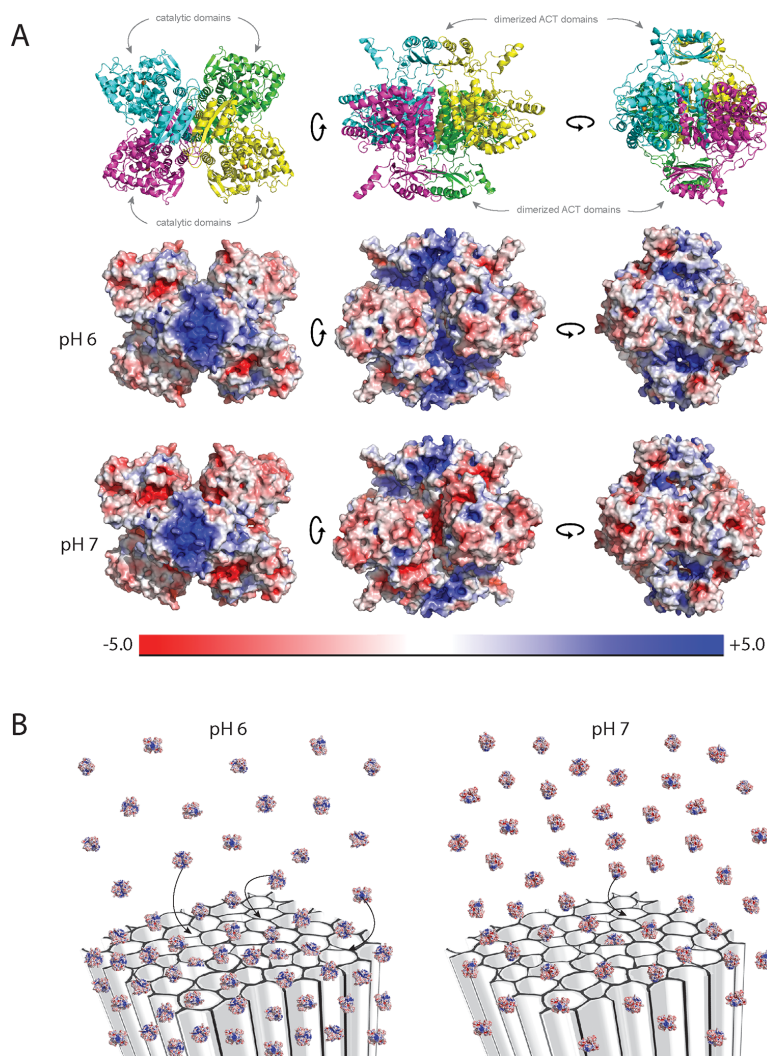 A
catalytic domains
dimerized ACT domains
catalytic domains
dimerized ACT domains
pH 6
pH 7
-5.0
+5.0
B
pH 6
pH 7